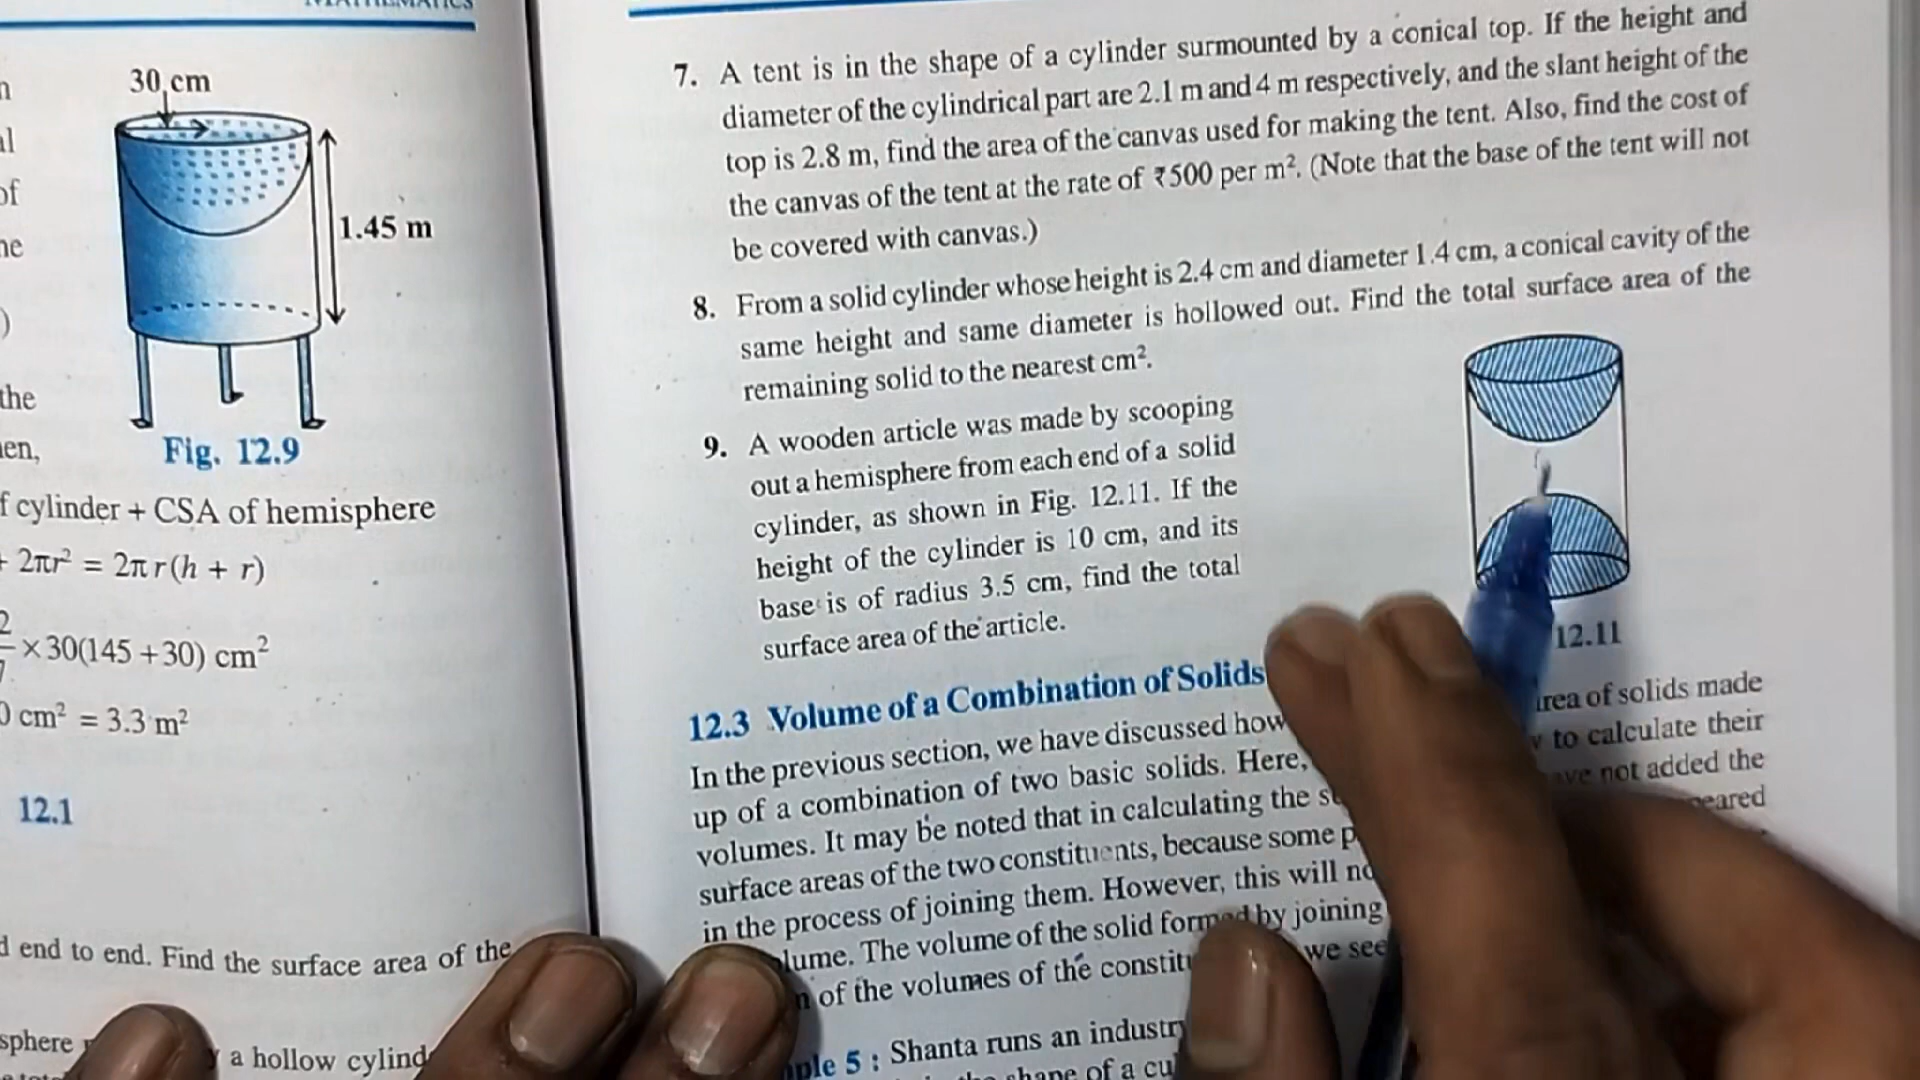 MATHEMATICS
30 cm
1.45 m
of
the
Fig. 12.9
cylinder + CSA of hemisphere
2πr² = 2π r(h + r)
× 30(145 + 30) cm²
cm² = 3.3 m²
12.1
end to end. Find the surface area of the
sphere
a hollow
7. A tent is in the shape of a cylinder surmounted by a conical top. If the height and
diameter of the cylindrical part are 2.1 m and 4 m respectively, and the slant height of the
top is 2.8 m, find the area of the canvas used for making the tent. Also, find the cost of
the canvas of the tent at the rate of ₹500 per m². (Note that the base of the tent will not
be covered with canvas.)
8. From a solid cylinder whose height is 2.4 cm and diameter 1.4 cm, a conical cavity of the
same height and same diameter is hollowed out. Find the total surface area of the
remaining solid to the nearest cm².
9. A wooden article was made by scooping
out a hemisphere from each end of a solid
cylinder, as shown in Fig. 12.11. If the
height of the cylinder is 10 cm, and its
base is of radius 3.5 cm, find the total
surface area of the article.
12.11
12.3 Volume of a Combination of Solids
In the previous section, we have discussed how area of solids made
up of a combination of two basic solids. Here, to calculate their
volumes. It may be noted that in calculating the not added the
surface areas of the two constituents, because some
in the process of joining them. However, this will
The volume of the solid formed by joining
of the volumes of the we see
5 : Shanta runs an
shape of a